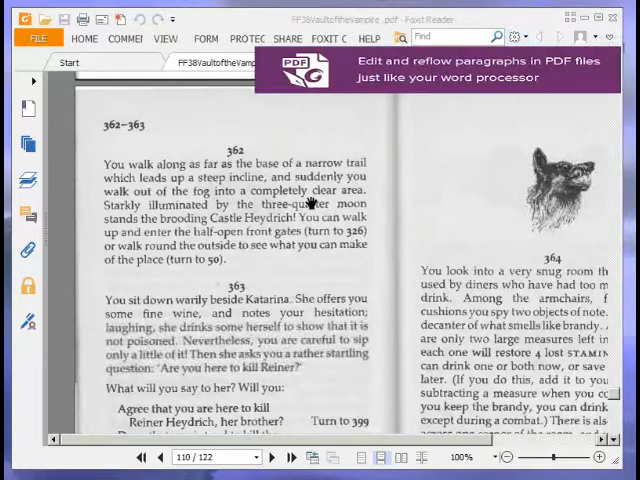 FF38VaultoftheVampire .pdf - Foxit Reader
FILE
HOME
COMMEI
VIEW
FORM
PROTEC
SHARE
FOXIT C
HELP
Find
Start
FF38VaultoftheVamp
PDF
Edit and reflow paragraphs in PDF files
just like your word processor
362–363
362
You walk along as far as the base of a narrow trail
which leads up a steep incline, and suddenly you
walk out of the fog into a completely clear area.
Starkly illuminated by the three-quarter moon
stands the brooding Castle Heydrich! You can walk
up and enter the half-open front gates (turn to 326)
or walk round the outside to see what you can make
of the place (turn to 50).
363
You sit down warily beside Katarina. She offers you
some fine wine, and notes your hesitation;
laughing, she drinks some herself to show that it is
not poisoned. Nevertheless, you are careful to sip
only a little of it! Then she asks you a rather startling
question: 'Are you here to kill Reiner?'
What will you say to her? Will you:
Agree that you are here to kill
Reiner Heydrich, her brother? Turn to 399
364
You look into a very snug room th
used by diners who have had too m
drink. Among the armchairs, f
cushions you spy two objects of note.
decanter of what smells like brandy.
are only two large measures left in
each one will restore 4 lost STAMIN
can drink one or both now, or save
later. (If you do this, add it to you
subtracting a measure when you co
you keep the brandy, you can drink
except during a combat.) There is als
110 / 122
100%